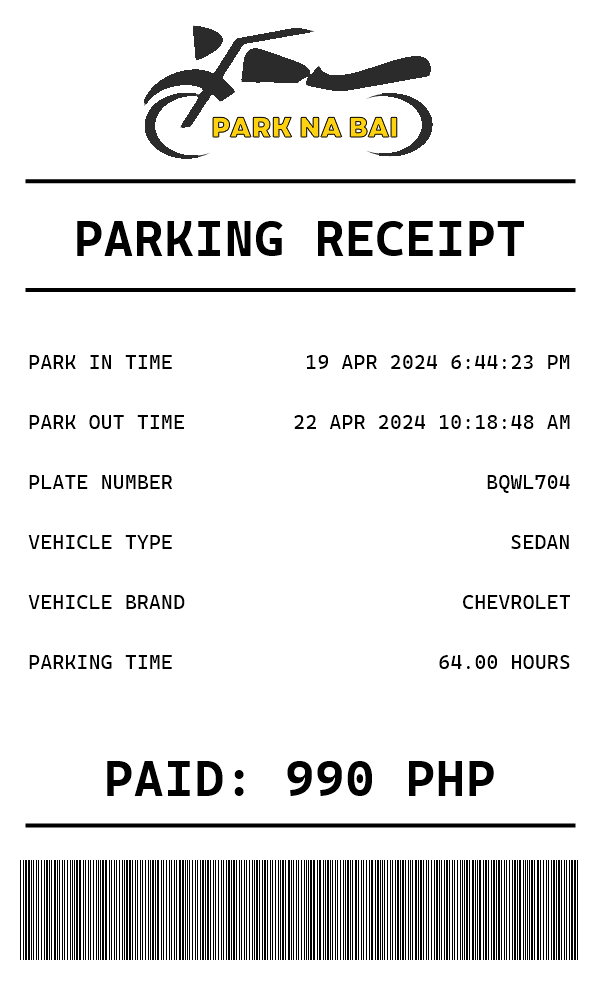 PARK NA BAI
PARKING RECEIPT
PARK IN TIME 19 APR 2024 6:44:23 PM
PARK OUT TIME 22 APR 2024 10:18:48 AM
PLATE NUMBER BQWL704
VEHICLE TYPE SEDAN
VEHICLE BRAND CHEVROLET
PARKING TIME 64.00 HOURS
PAID: 990 PHP